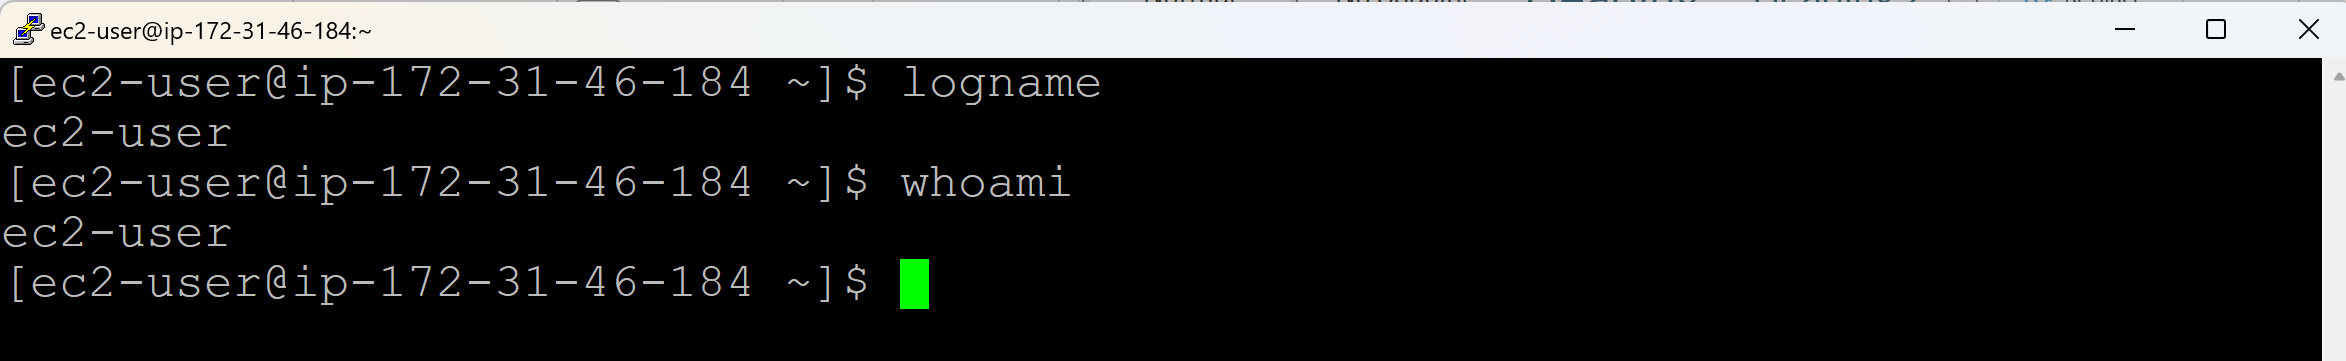 ec2-user@ip-172-31-46-184:~
[ec2-user@ip-172-31-46-184 ~]$ logname
ec2-user
[ec2-user@ip-172-31-46-184 ~]$ whoami
ec2-user
[ec2-user@ip-172-31-46-184 ~]$